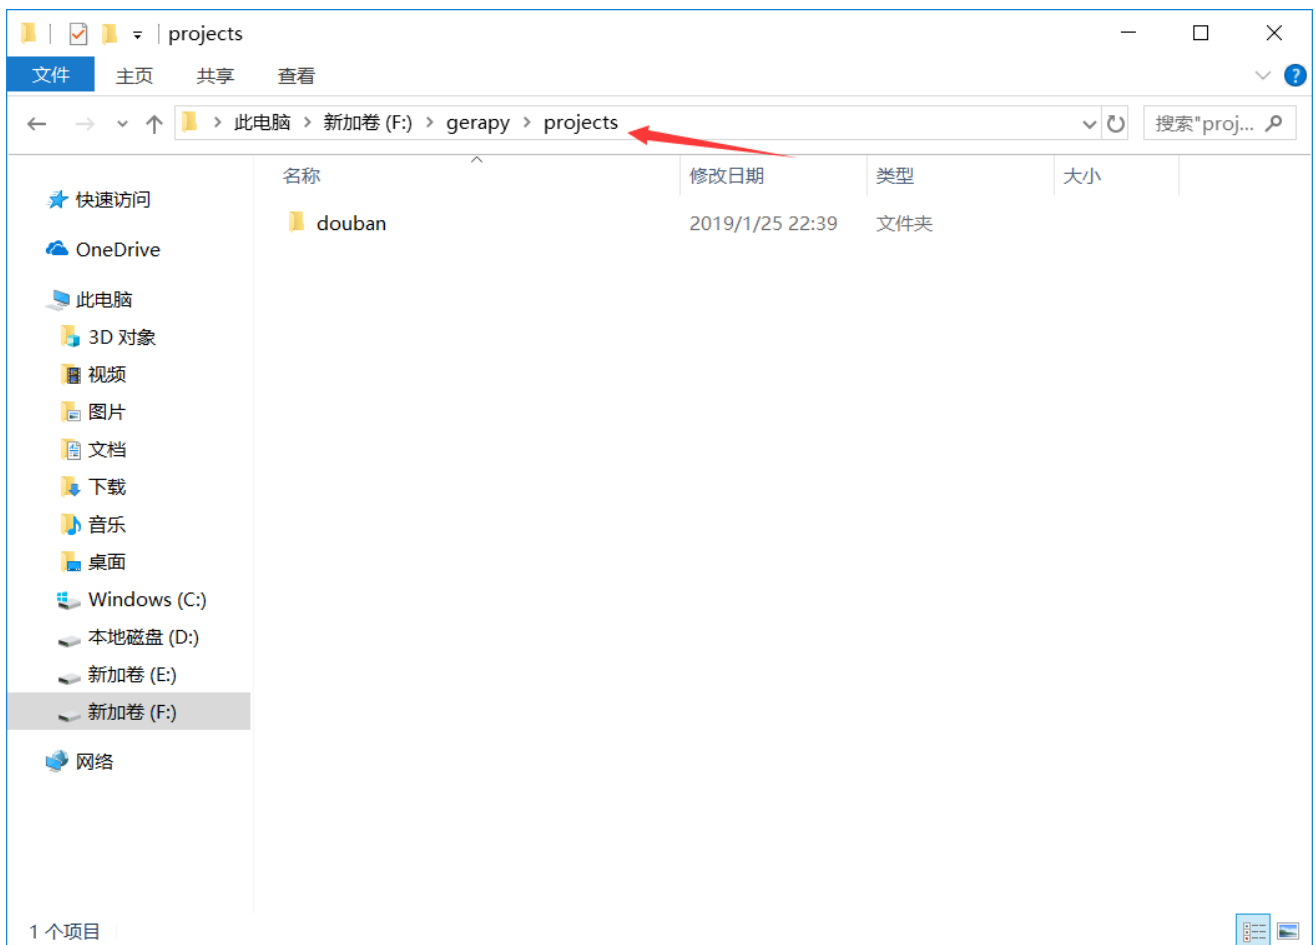 projects
文件 主页 共享 查看
此电脑 新加卷 (F:) gerapy projects 搜索"proj...
名称 修改日期 类型 大小
douban 2019/1/25 22:39 文件夹
快速访问
OneDrive
此电脑
3D 对象
视频
图片
文档
下载
音乐
桌面
Windows (C:)
本地磁盘 (D:)
新加卷 (E:)
新加卷 (F:)
网络
1 个项目